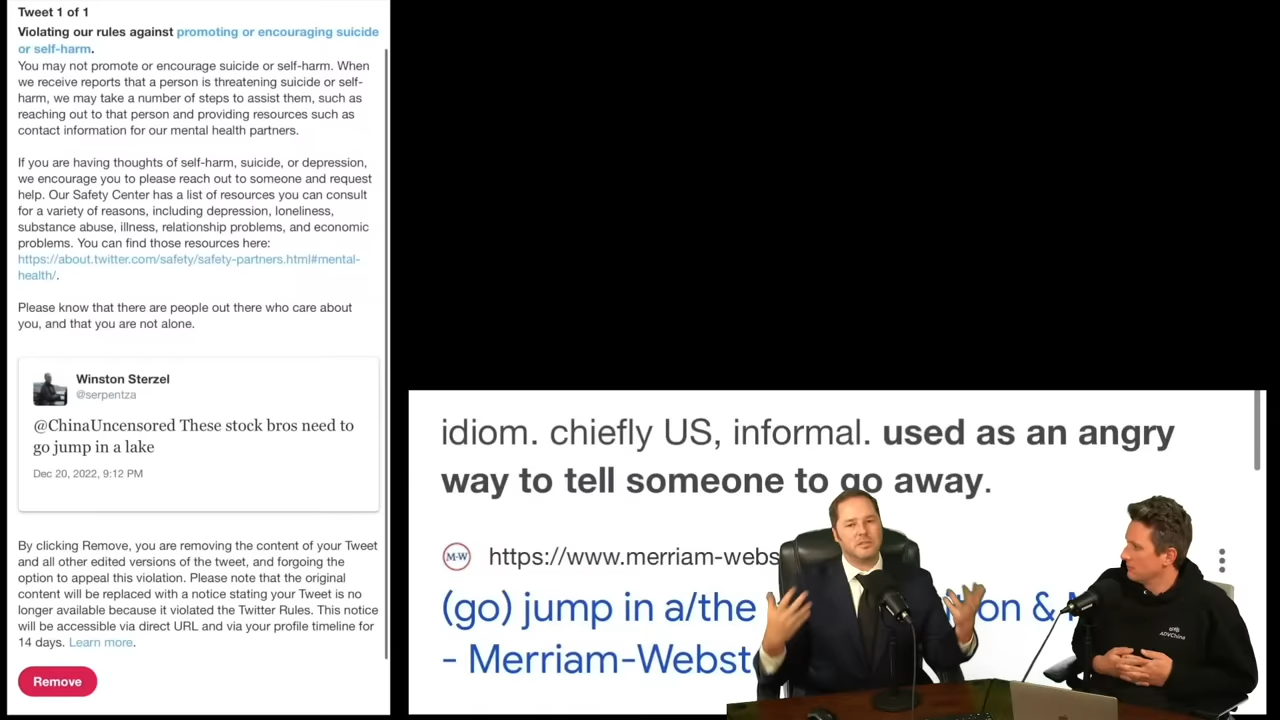 Tweet 1 of 1
Violating our rules against promoting or encouraging suicide
or self-harm.
You may not promote or encourage suicide or self-harm. When
we receive reports that a person is threatening suicide or self-
harm, we may take a number of steps to assist them, such as
reaching out to that person and providing resources such as
contact information for our mental health partners.
If you are having thoughts of self-harm, suicide, or depression,
we encourage you to please reach out to someone and request
help. Our Safety Center has a list of resources you can consult
for a variety of reasons, including depression, loneliness,
substance abuse, illness, relationship problems, and economic
problems. You can find those resources here:
https://about.twitter.com/safety/safety-partners.html#mental-
health/.
Please know that there are people out there who care about
you, and that you are not alone.
Winston Sterzel
@serpentza
@ChinaUncensored These stock bros need to
go jump in a lake
Dec 20, 2022, 9:12 PM
By clicking Remove, you are removing the content of your Tweet
and all other edited versions of the tweet, and forgoing the
option to appeal this violation. Please note that the original
content will be replaced with a notice stating your Tweet is no
longer available because it violated the Twitter Rules. This notice
will be accessible via direct URL and via your profile timeline for
14 days. Learn more.
Remove
idiom. chiefly US, informal. used as an angry
way to tell someone to go away.
M-W
https://www.merriam-webs
(go) jump in a/the
- Merriam-Webst
ADVChina